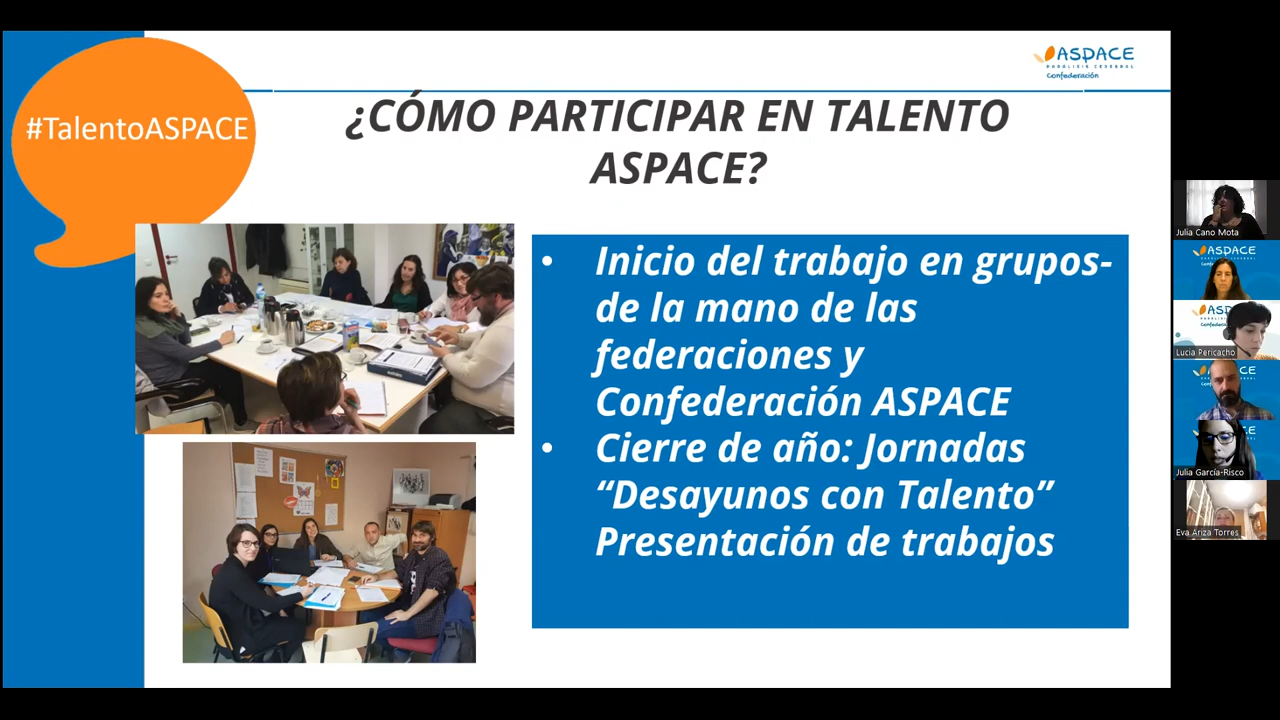 #TalentoASPACE
ASPACE
PARÁLISIS CEREBRAL
Confederación
¿CÓMO PARTICIPAR EN TALENTO
ASPACE?
• Inicio del trabajo en grupos-
de la mano de las
federaciones y
Confederación ASPACE
• Cierre de año: Jornadas
“Desayunos con Talento”
Presentación de trabajos
Julia Cano Mota
ASPACE
Lucía Pericacho
Julia García-Risco
Eva Ariza Torres